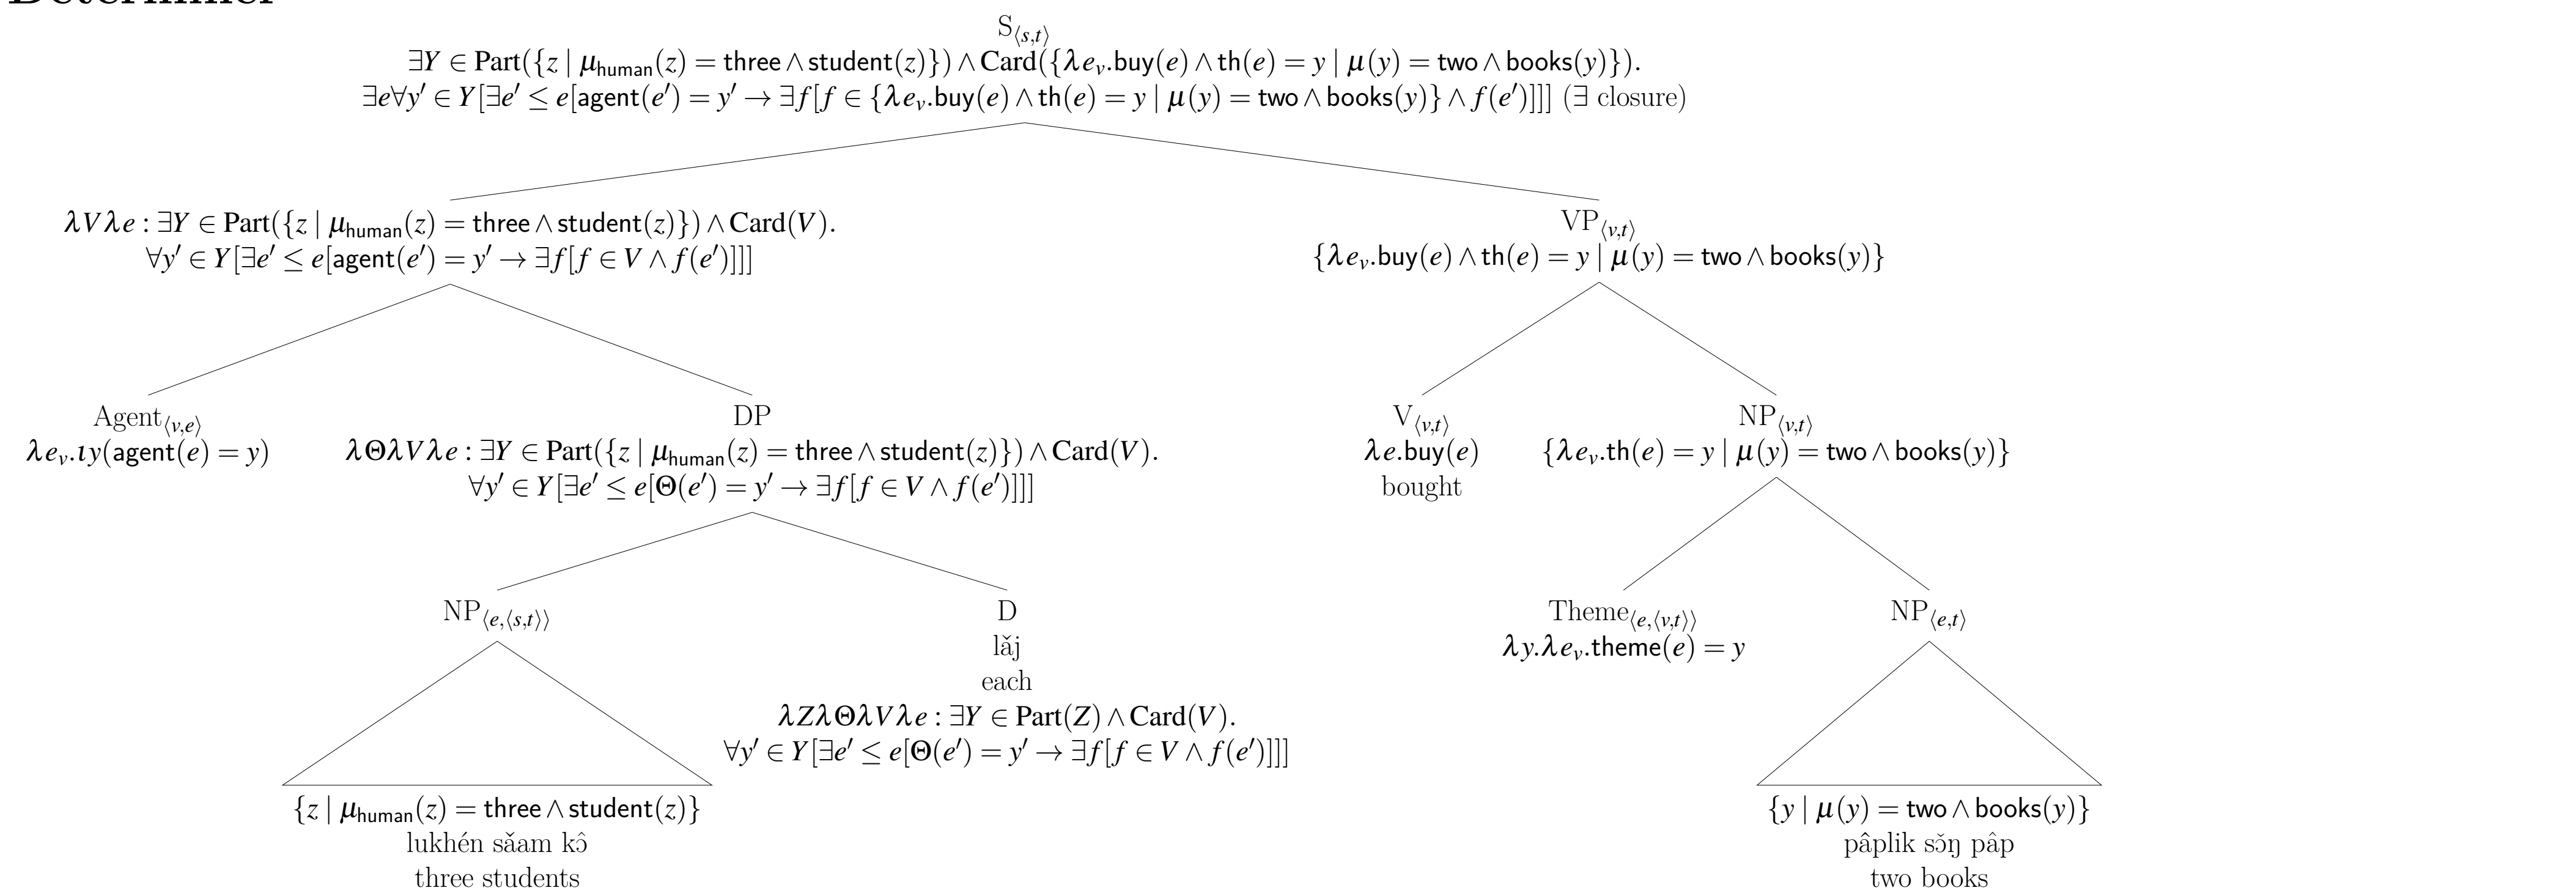 Determiner
S⟨s,t⟩
∃Y ∈ Part({z | μhuman(z) = three ∧ student(z)}) ∧ Card({λev.buy(e) ∧ th(e) = y | μ(y) = two ∧ books(y)}).
∃e∀y′ ∈ Y[∃e′ ≤ e[agent(e′) = y′ → ∃f[f ∈ {λev.buy(e) ∧ th(e) = y | μ(y) = two ∧ books(y)} ∧ f(e′)]]] (∃ closure)
λVλe : ∃Y ∈ Part({z | μhuman(z) = three ∧ student(z)}) ∧ Card(V).
∀y′ ∈ Y[∃e′ ≤ e[agent(e′) = y′ → ∃f[f ∈ V ∧ f(e′)]]]
VP⟨v,t⟩
{λev.buy(e) ∧ th(e) = y | μ(y) = two ∧ books(y)}
Agent⟨v,e⟩
λev.ιy(agent(e) = y)
DP
λΘλVλe : ∃Y ∈ Part({z | μhuman(z) = three ∧ student(z)}) ∧ Card(V).
∀y′ ∈ Y[∃e′ ≤ e[Θ(e′) = y′ → ∃f[f ∈ V ∧ f(e′)]]]
V⟨v,t⟩
λe.buy(e)
bought
NP⟨v,t⟩
{λev.th(e) = y | μ(y) = two ∧ books(y)}
NP⟨e,⟨s,t⟩⟩
D
lǎj
each
λZλΘλVλe : ∃Y ∈ Part(Z) ∧ Card(V).
∀y′ ∈ Y[∃e′ ≤ e[Θ(e′) = y′ → ∃f[f ∈ V ∧ f(e′)]]]
Theme⟨e,⟨v,t⟩⟩
λy.λev.theme(e) = y
NP⟨e,t⟩
{z | μhuman(z) = three ∧ student(z)}
lukhén sǎam kɔ̂
three students
{y | μ(y) = two ∧ books(y)}
pâplik sɔ̌ŋ pâp
two books